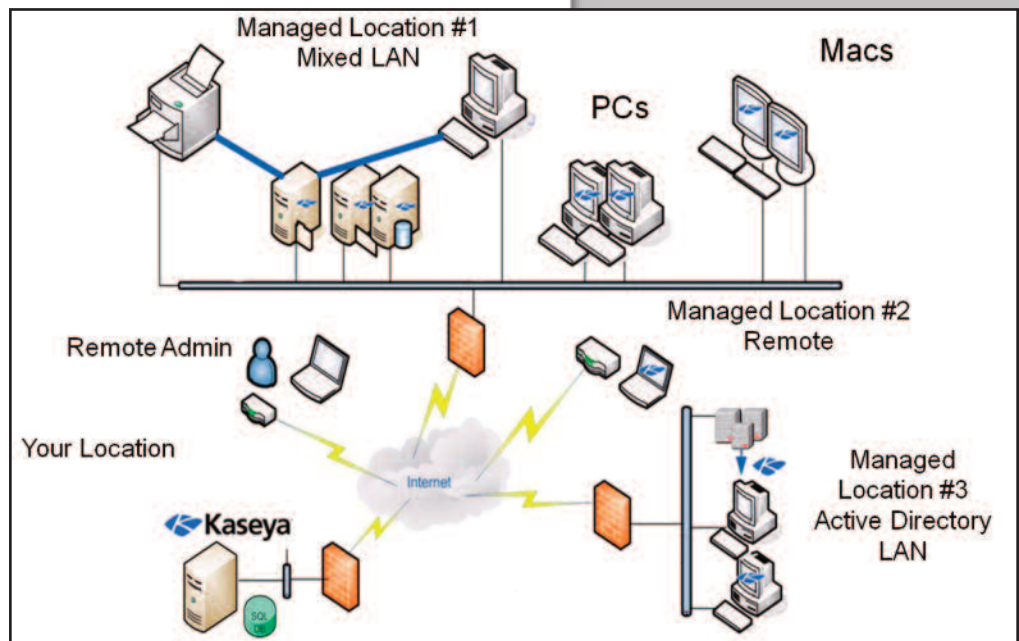 Managed Location #1
Mixed LAN
Macs
PCs
Managed Location #2
Remote
Remote Admin
Your Location
Internet
Managed
Location #3
Active Directory
LAN
Kaseya
SQL
DB